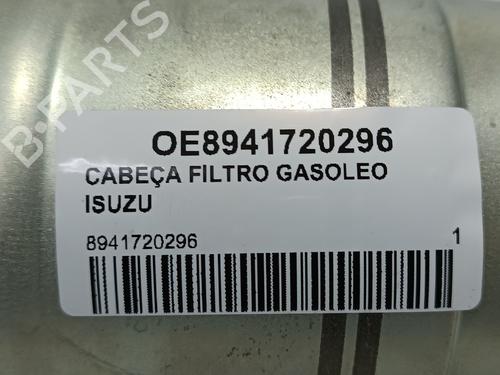 B-PARTS
OE8941720296
CABEÇA FILTRO GASOLEO
ISUZU
8941720296 1